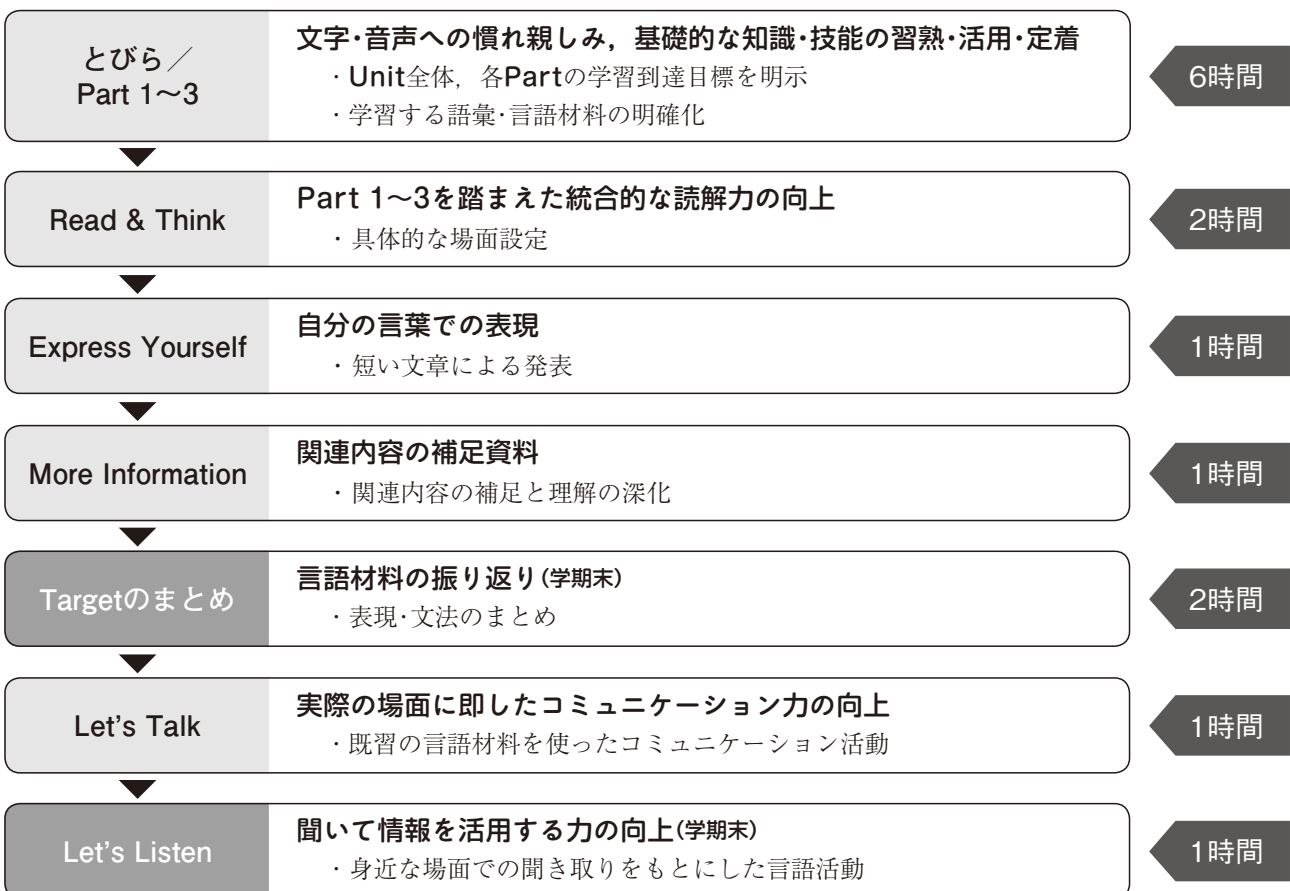 とびら／
Part 1〜3
文字・音声への慣れ親しみ，基礎的な知識・技能の習熟・活用・定着
・Unit全体，各Partの学習到達目標を明示
・学習する語彙・言語材料の明確化
6時間
Read & Think
Part 1〜3を踏まえた統合的な読解力の向上
・具体的な場面設定
2時間
Express Yourself
自分の言葉での表現
・短い文章による発表
1時間
More Information
関連内容の補足資料
・関連内容の補足と理解の深化
1時間
Targetのまとめ
言語材料の振り返り(学期末)
・表現・文法のまとめ
2時間
Let's Talk
実際の場面に即したコミュニケーション力の向上
・既習の言語材料を使ったコミュニケーション活動
1時間
Let's Listen
聞いて情報を活用する力の向上(学期末)
・身近な場面での聞き取りをもとにした言語活動
1時間